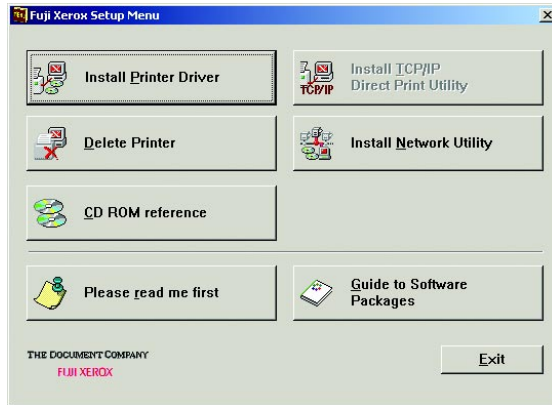 Fuji Xerox Setup Menu
Install Printer Driver
Install TCP/IP
Direct Print Utility
TCP/IP
Delete Printer
Install Network Utility
CD ROM reference
Please read me first
Guide to Software
Packages
THE DOCUMENT COMPANY
FUJI XEROX
Exit